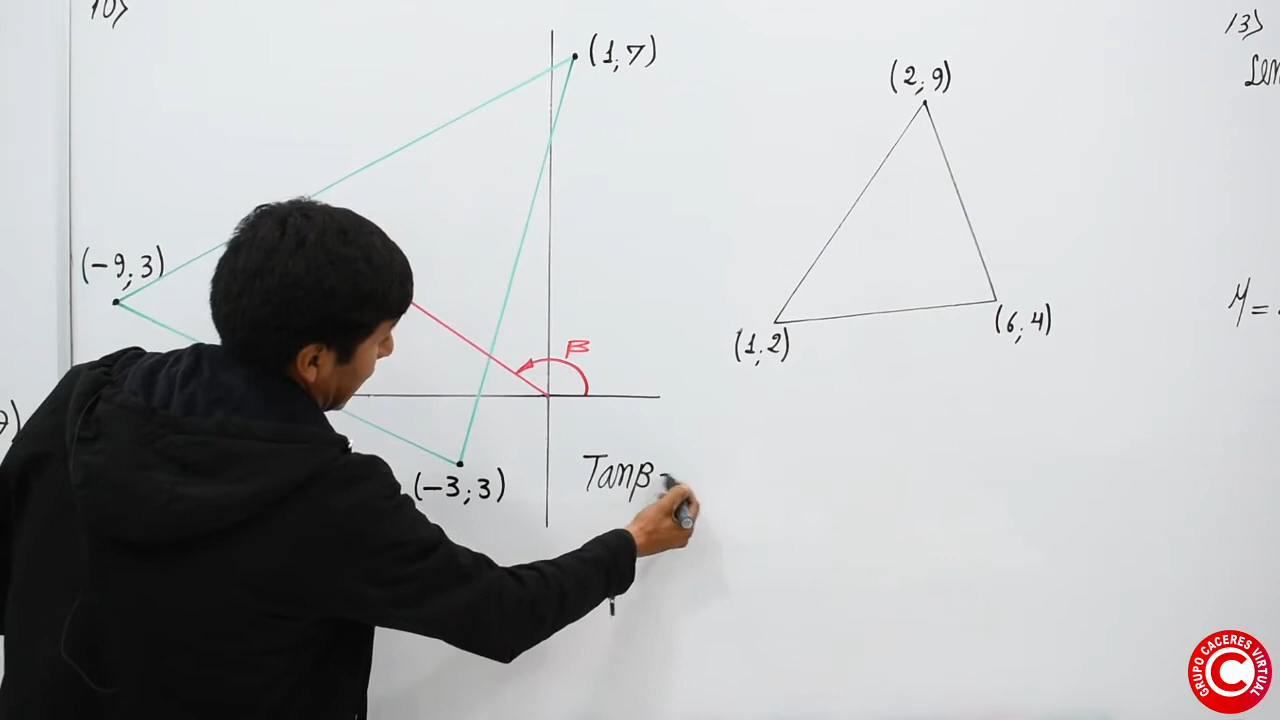 10>
(1; 7)
(-9; 3)
β
(-3; 3)
Tanβ
(2; 9)
(1; 2)
(6; 4)
13>
M =
GRUPO CACERES VIRTUAL
C